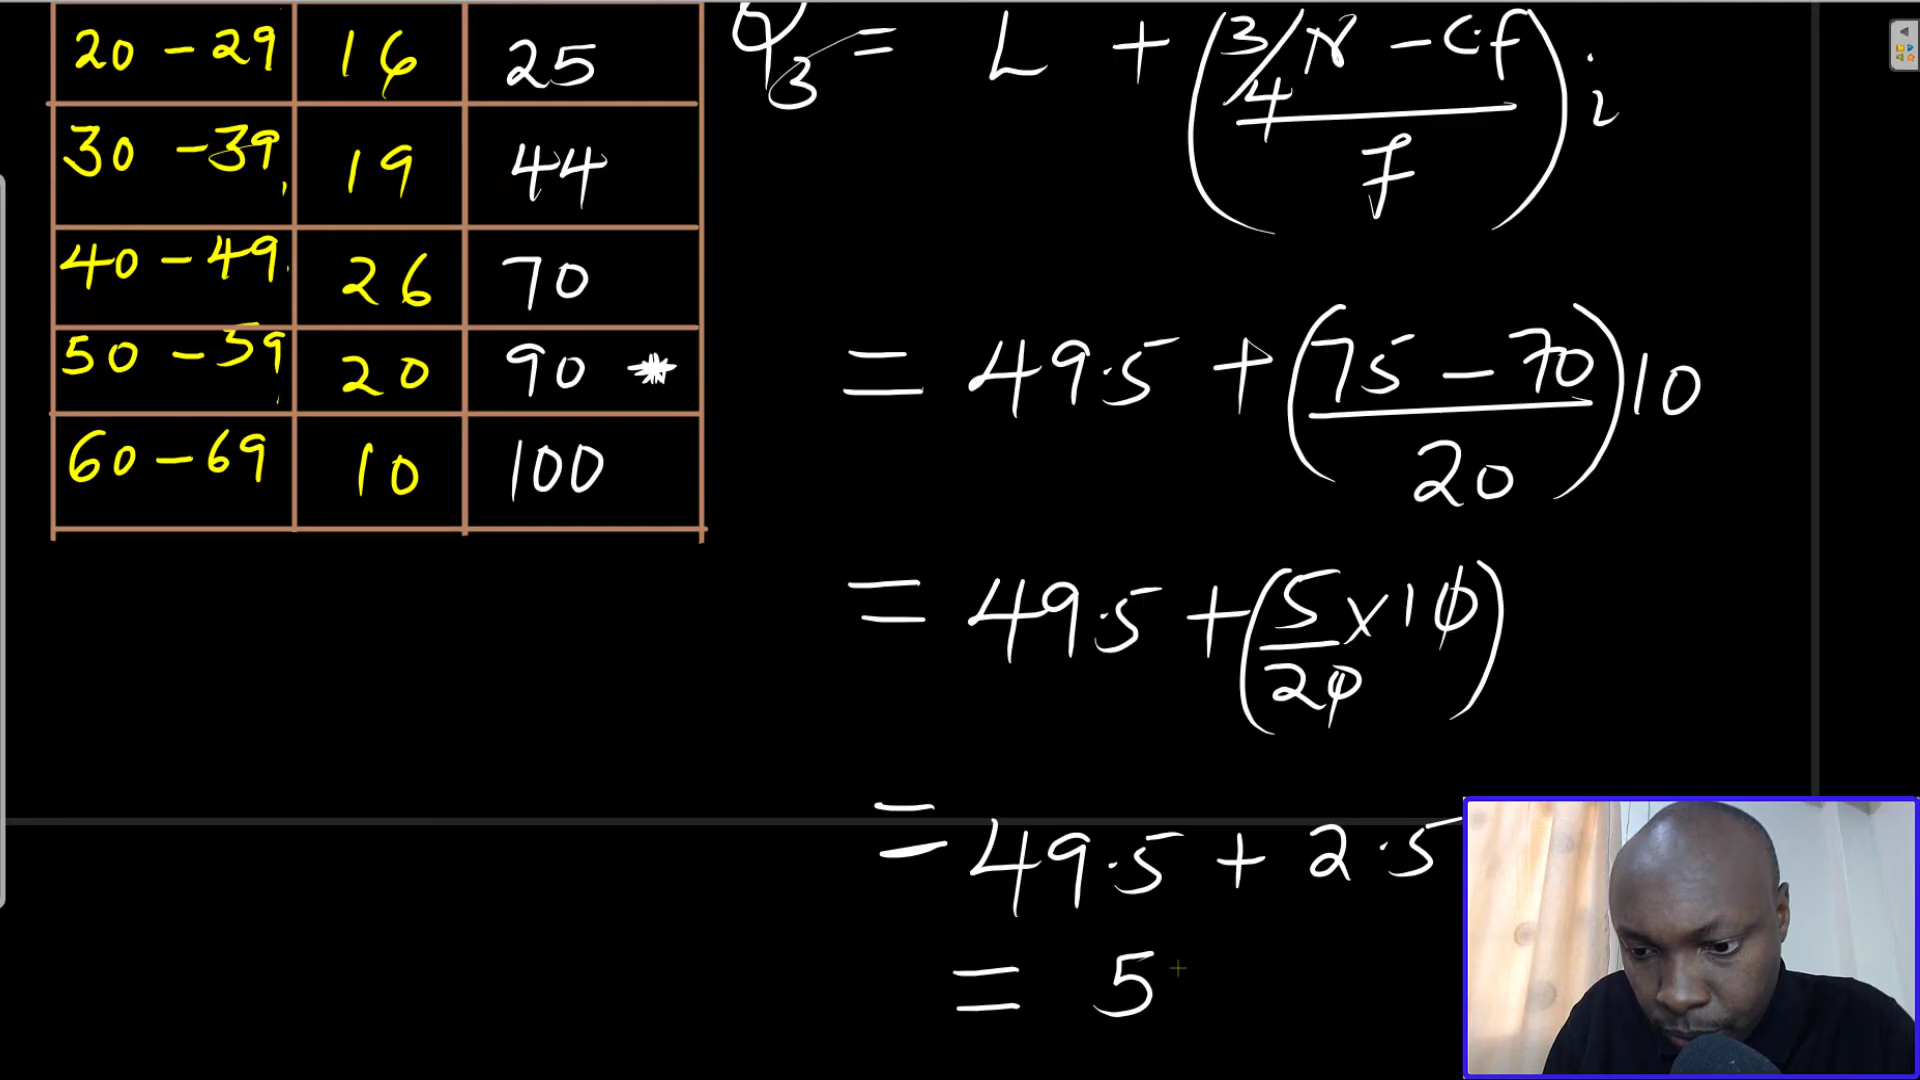 20 - 29 16 25
30 - 39 19 44
40 - 49 26 70
50 - 59 20 90 *
60 - 69 10 100
Q3 = L + (3/4 N - C.f / f) i
= 49.5 + (75 - 70 / 20) 10
= 49.5 + (5/20 x 10)
= 49.5 + 2.5
= 5